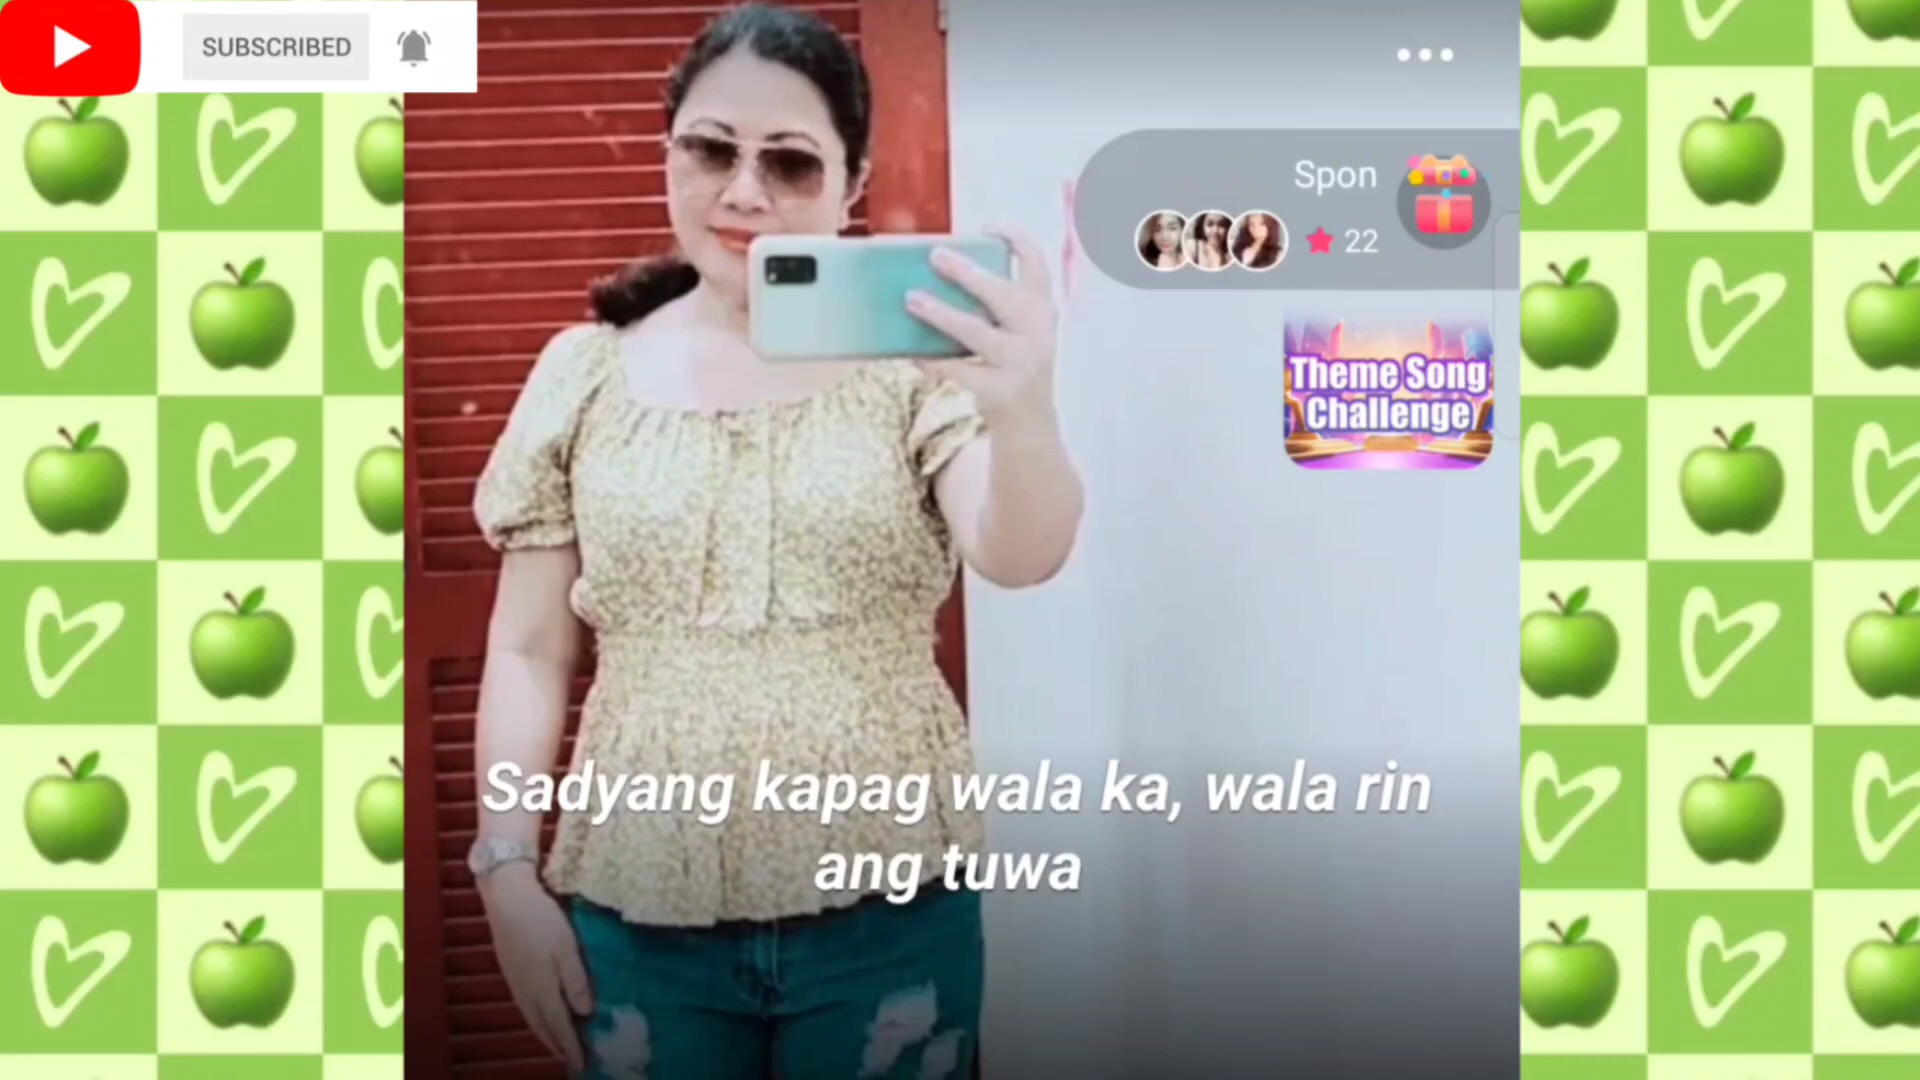 SUBSCRIBED
Spon
22
Theme Song
Challenge
Sadyang kapag wala ka, wala rin
ang tuwa